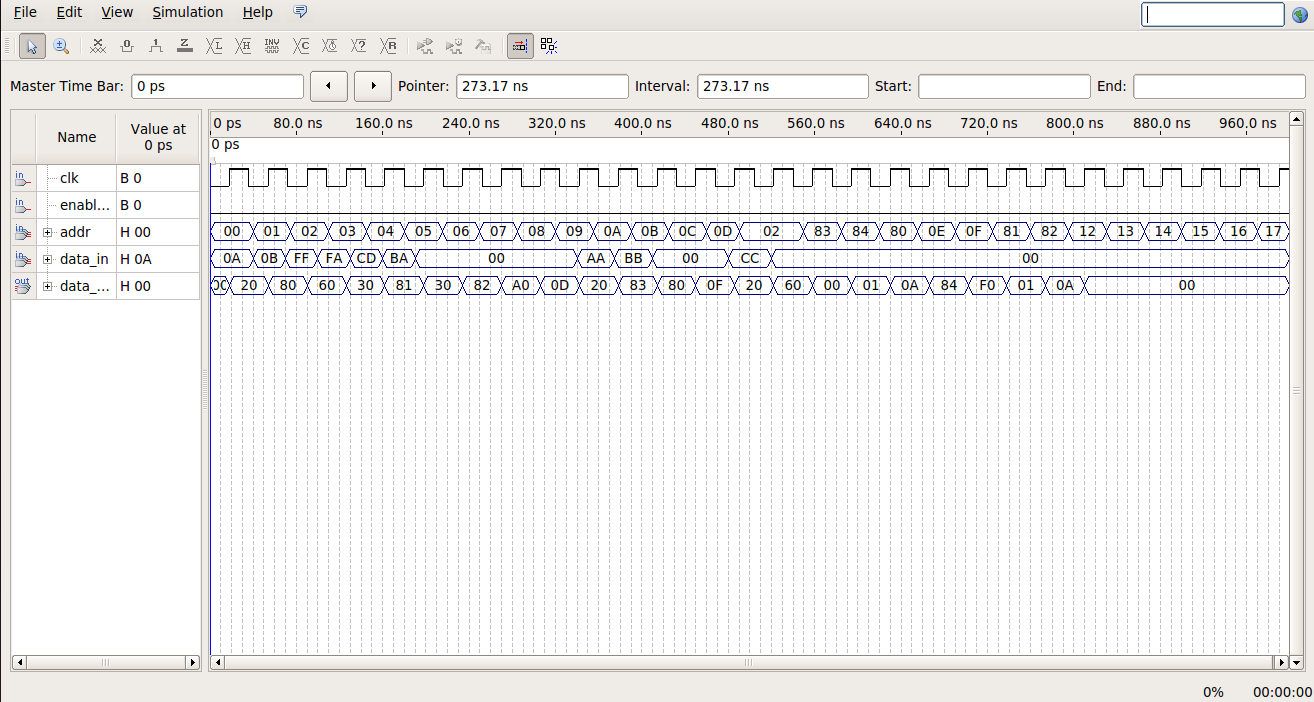 File Edit View Simulation Help
Master Time Bar: 0 ps Pointer: 273.17 ns Interval: 273.17 ns Start: End:
Name Value at 0 ps
0 ps 80.0 ns 160.0 ns 240.0 ns 320.0 ns 400.0 ns 480.0 ns 560.0 ns 640.0 ns 720.0 ns 800.0 ns 880.0 ns 960.0 ns
0 ps
clk B 0
enabl... B 0
addr H 00 00 01 02 03 04 05 06 07 08 09 0A 0B 0C 0D 02 83 84 80 0E 0F 81 82 12 13 14 15 16 17
data_in H 0A 0A 0B FF FA CD BA 00 AA BB 00 CC 00
data_... H 00 00 20 80 60 30 81 30 82 A0 0D 20 83 80 0F 20 60 00 01 0A 84 F0 01 0A 00
0% 00:00:00